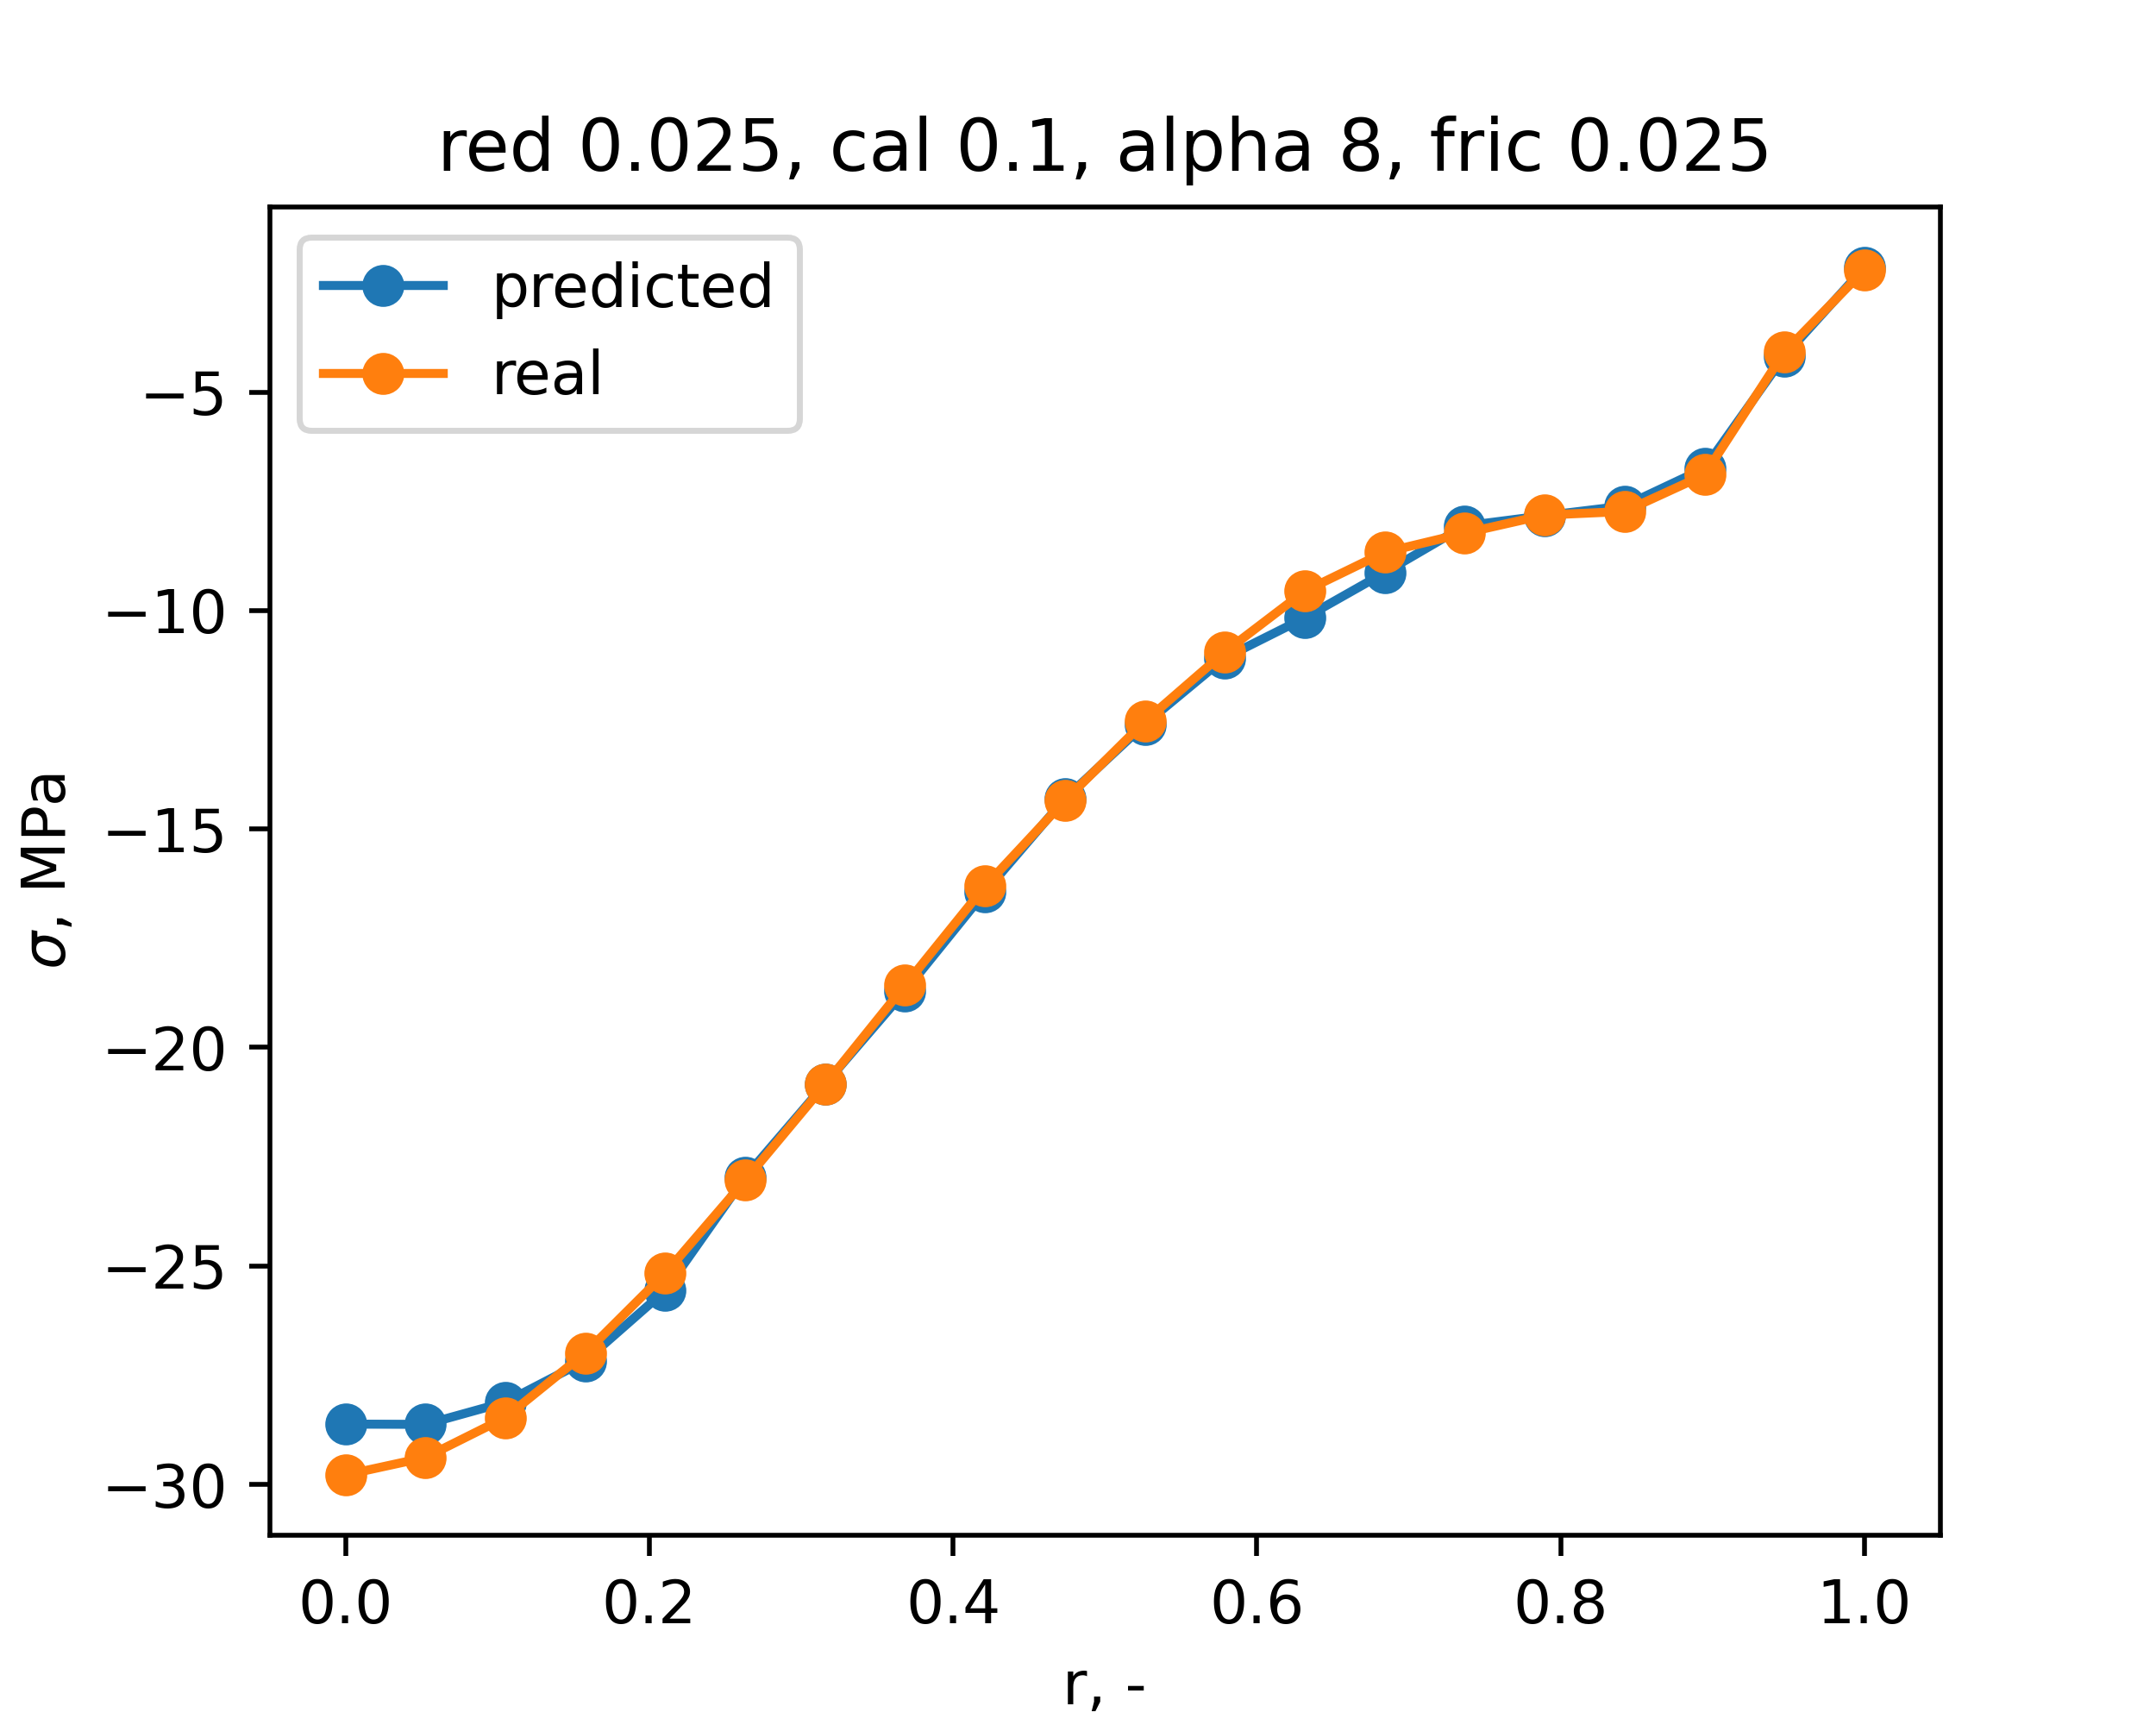 red 0.025, cal 0.1, alpha 8, fric 0.025
predicted
real
σ, MPa
−5
−10
−15
−20
−25
−30
0.0 0.2 0.4 0.6 0.8 1.0
r, -